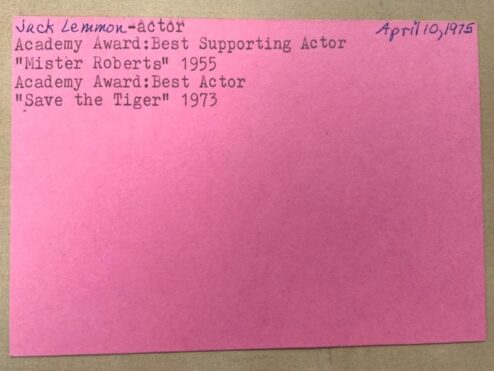 Jack Lemmon-actor April 10, 1975
Academy Award:Best Supporting Actor
"Mister Roberts" 1955
Academy Award:Best Actor
"Save the Tiger" 1973